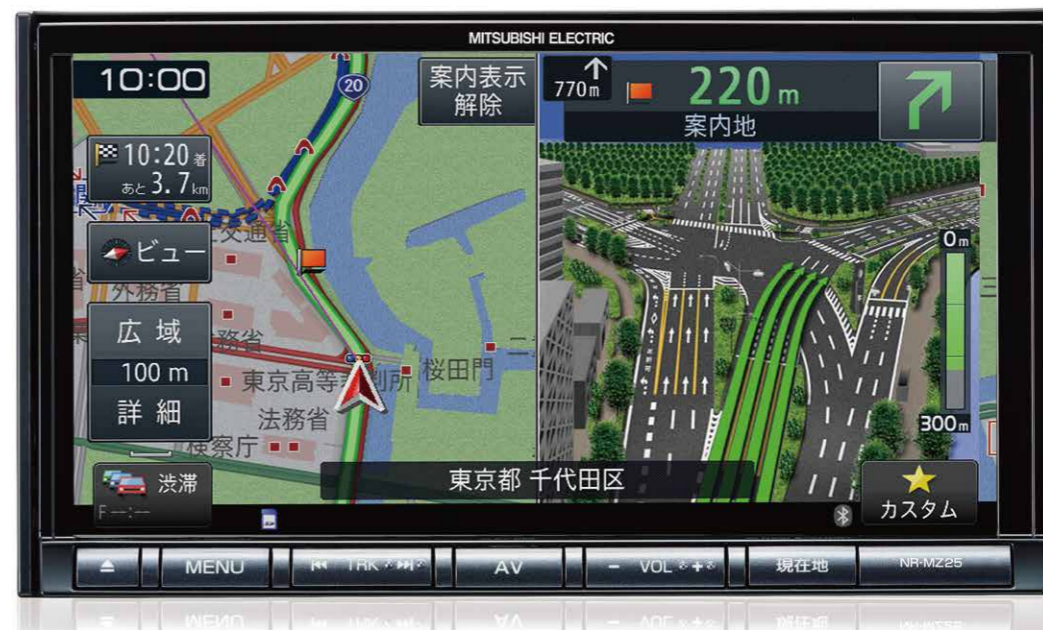 MITSUBISHI ELECTRIC
10:00
20
案内表示
解除
770m
220m
案内地
10:20着
あと3.7km
ビュー
外務省
広域
100 m
詳細
東京高等
桜田門
法務省
検察庁
0m
300m
渋滞
F--:--
東京都 千代田区
カスタム
MENU
TRK
AV
- VOL +
現在地
NR-MZ25